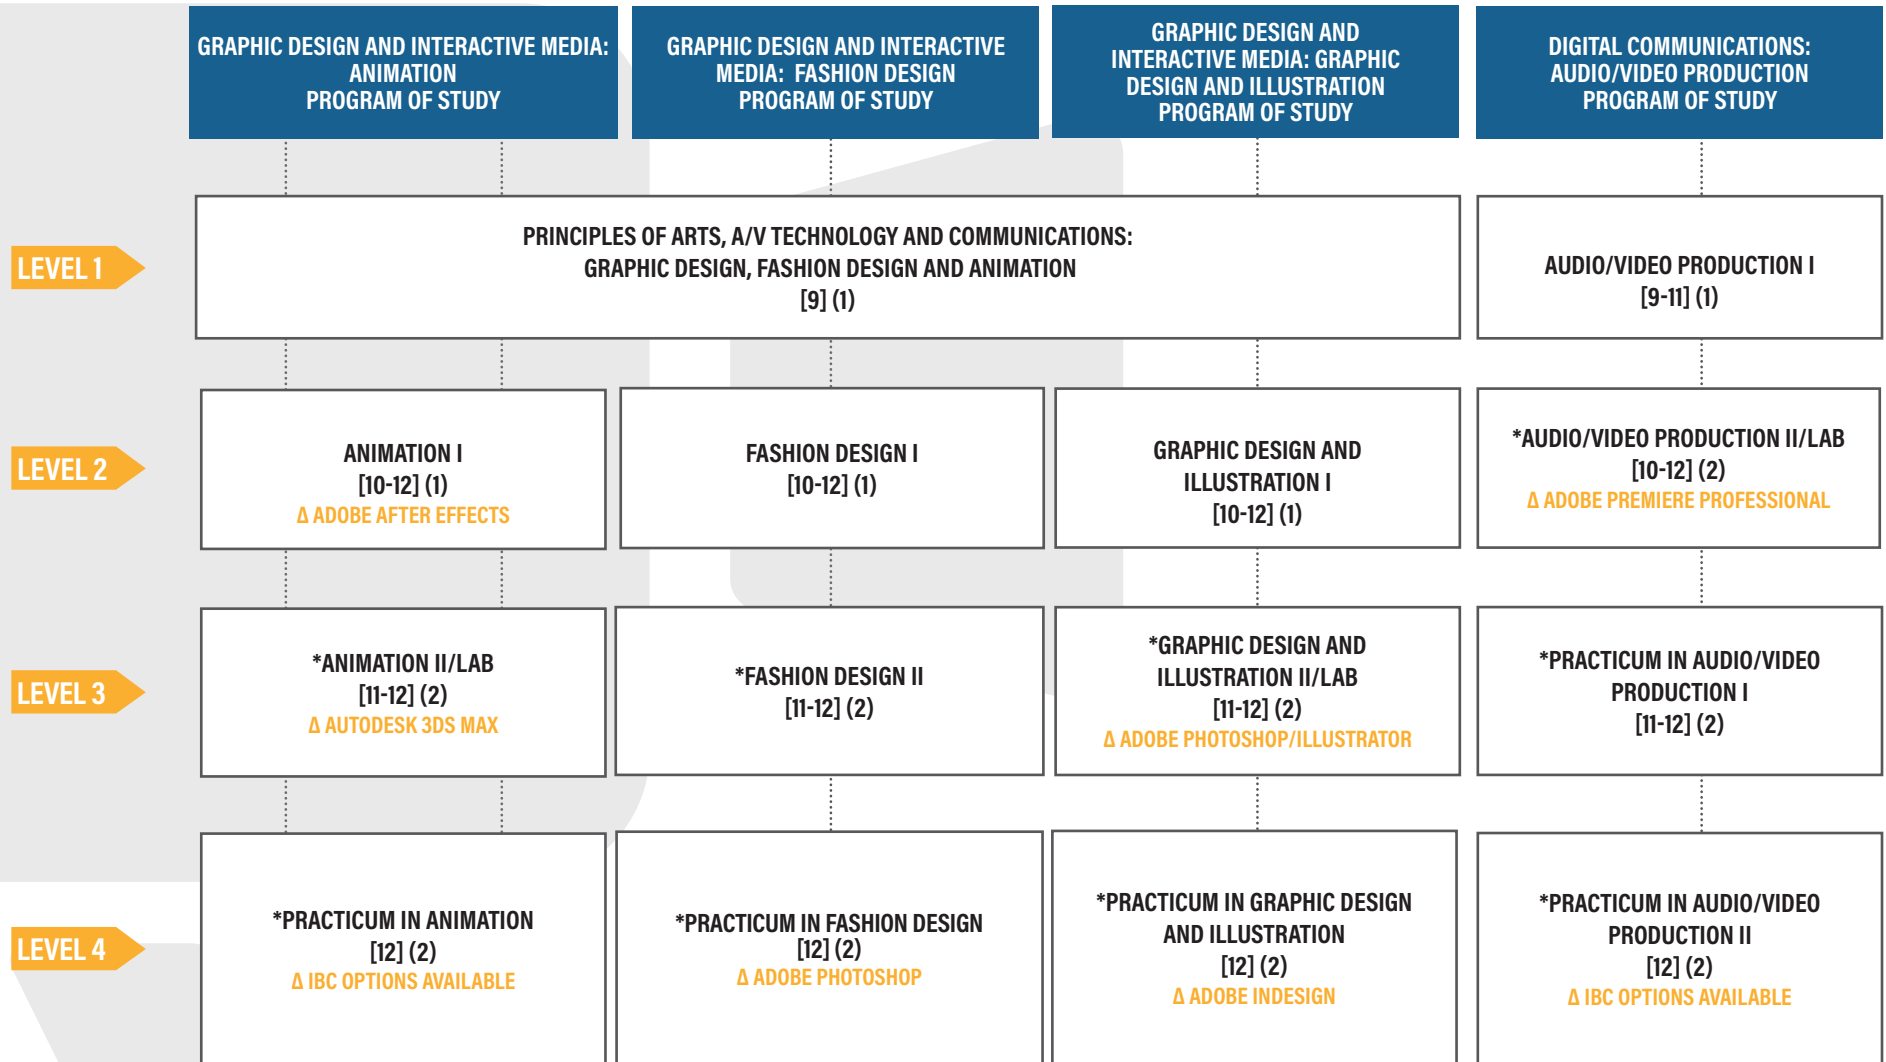 GRAPHIC DESIGN AND INTERACTIVE MEDIA:
ANIMATION
PROGRAM OF STUDY
GRAPHIC DESIGN AND INTERACTIVE
MEDIA: FASHION DESIGN
PROGRAM OF STUDY
GRAPHIC DESIGN AND
INTERACTIVE MEDIA: GRAPHIC
DESIGN AND ILLUSTRATION
PROGRAM OF STUDY
DIGITAL COMMUNICATIONS:
AUDIO/VIDEO PRODUCTION
PROGRAM OF STUDY
LEVEL 1
PRINCIPLES OF ARTS, A/V TECHNOLOGY AND COMMUNICATIONS:
GRAPHIC DESIGN, FASHION DESIGN AND ANIMATION
[9] (1)
AUDIO/VIDEO PRODUCTION I
[9-11] (1)
LEVEL 2
ANIMATION I
[10-12] (1)
Δ ADOBE AFTER EFFECTS
FASHION DESIGN I
[10-12] (1)
GRAPHIC DESIGN AND
ILLUSTRATION I
[10-12] (1)
*AUDIO/VIDEO PRODUCTION II/LAB
[10-12] (2)
Δ ADOBE PREMIERE PROFESSIONAL
LEVEL 3
*ANIMATION II/LAB
[11-12] (2)
Δ AUTODESK 3DS MAX
*FASHION DESIGN II
[11-12] (2)
*GRAPHIC DESIGN AND
ILLUSTRATION II/LAB
[11-12] (2)
Δ ADOBE PHOTOSHOP/ILLUSTRATOR
*PRACTICUM IN AUDIO/VIDEO
PRODUCTION I
[11-12] (2)
LEVEL 4
*PRACTICUM IN ANIMATION
[12] (2)
Δ IBC OPTIONS AVAILABLE
*PRACTICUM IN FASHION DESIGN
[12] (2)
Δ ADOBE PHOTOSHOP
*PRACTICUM IN GRAPHIC DESIGN
AND ILLUSTRATION
[12] (2)
Δ ADOBE INDESIGN
*PRACTICUM IN AUDIO/VIDEO
PRODUCTION II
[12] (2)
Δ IBC OPTIONS AVAILABLE